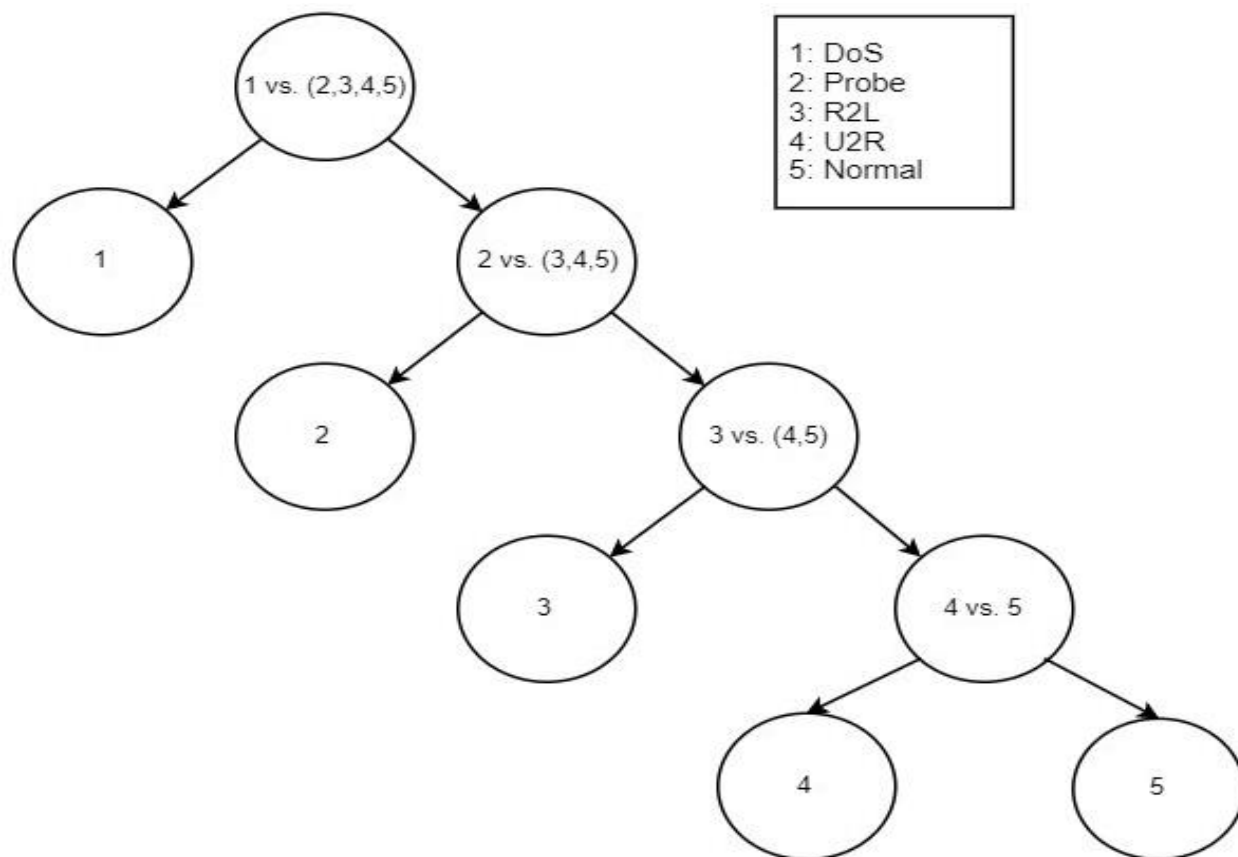 1 vs. (2,3,4,5)
1: DoS
2: Probe
3: R2L
4: U2R
5: Normal
1
2 vs. (3,4,5)
2
3 vs. (4,5)
3
4 vs. 5
4
5